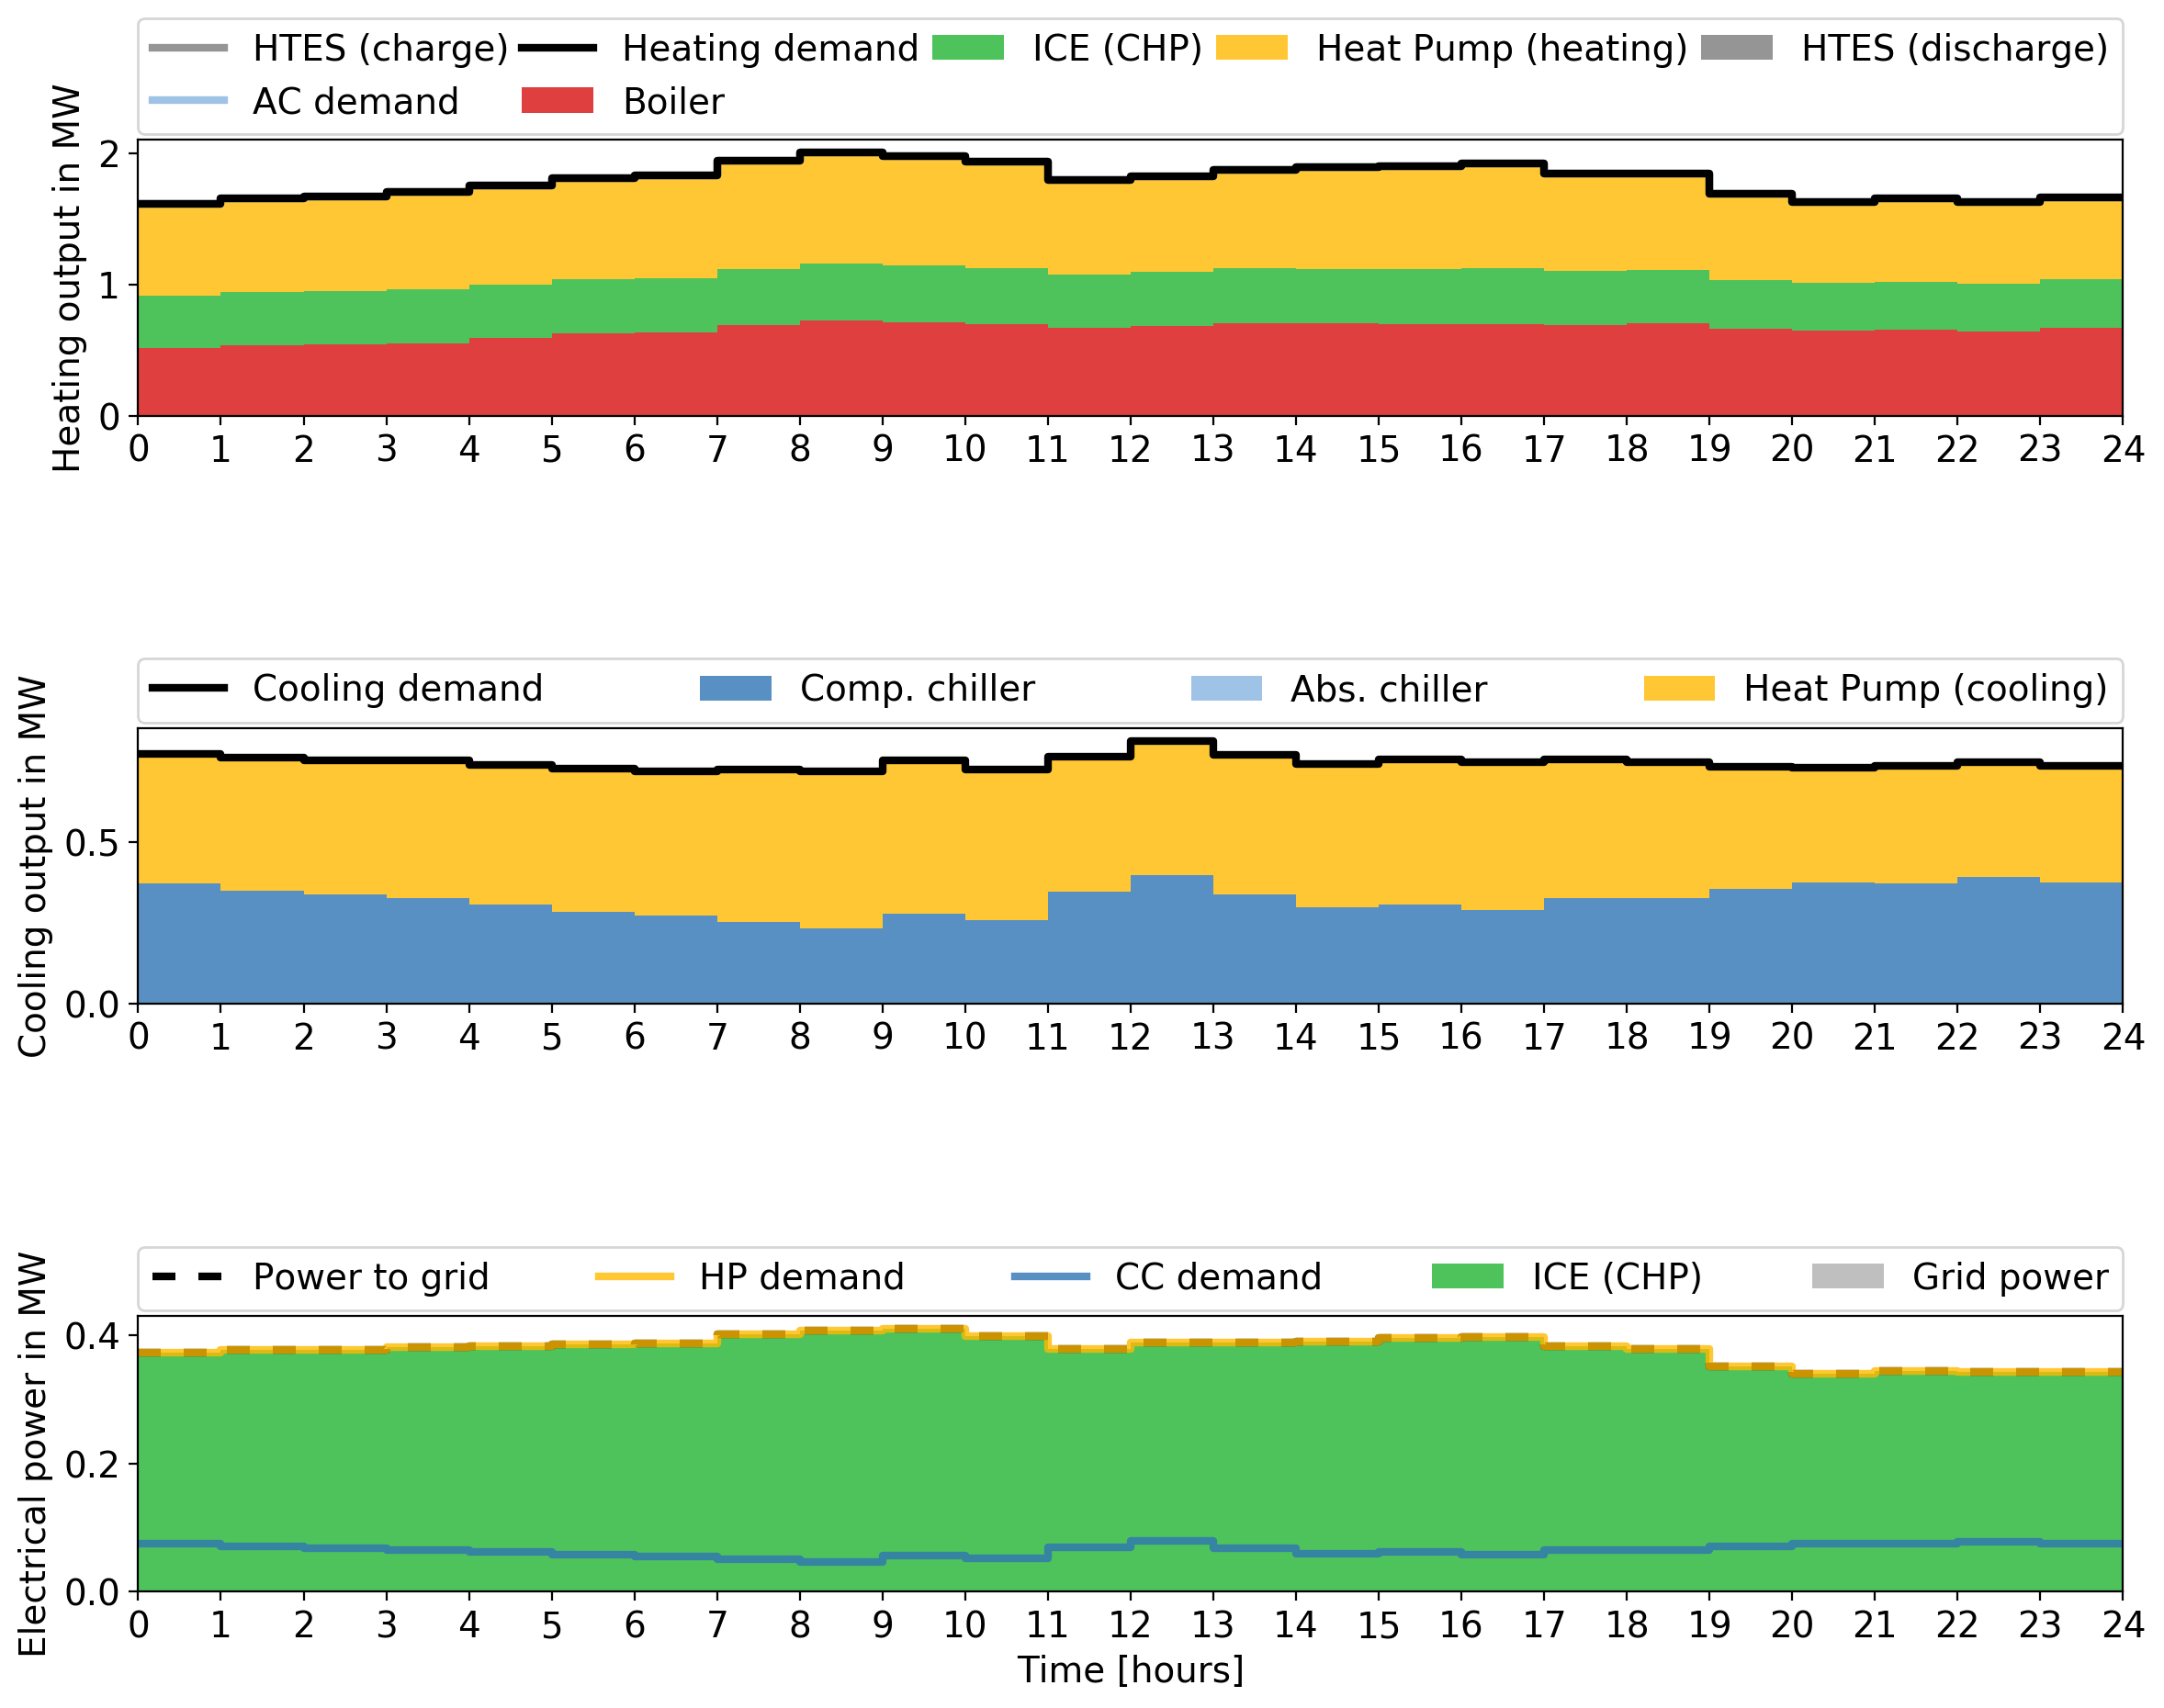 HTES (charge) Heating demand ICE (CHP) Heat Pump (heating) HTES (discharge)
AC demand Boiler
Heating output in MW
2
1
0
0 1 2 3 4 5 6 7 8 9 10 11 12 13 14 15 16 17 18 19 20 21 22 23 24
Cooling demand Comp. chiller Abs. chiller Heat Pump (cooling)
Cooling output in MW
0.5
0.0
0 1 2 3 4 5 6 7 8 9 10 11 12 13 14 15 16 17 18 19 20 21 22 23 24
Power to grid HP demand CC demand ICE (CHP) Grid power
Electrical power in MW
0.4
0.2
0.0
0 1 2 3 4 5 6 7 8 9 10 11 12 13 14 15 16 17 18 19 20 21 22 23 24
Time [hours]